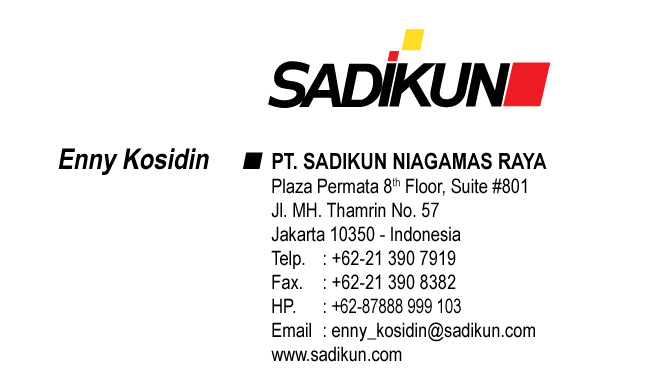 SADIKUN
Enny Kosidin
PT. SADIKUN NIAGAMAS RAYA
Plaza Permata 8th Floor, Suite #801
Jl. MH. Thamrin No. 57
Jakarta 10350 - Indonesia
Telp. : +62-21 390 7919
Fax. : +62-21 390 8382
HP. : +62-87888 999 103
Email : enny_kosidin@sadikun.com
www.sadikun.com